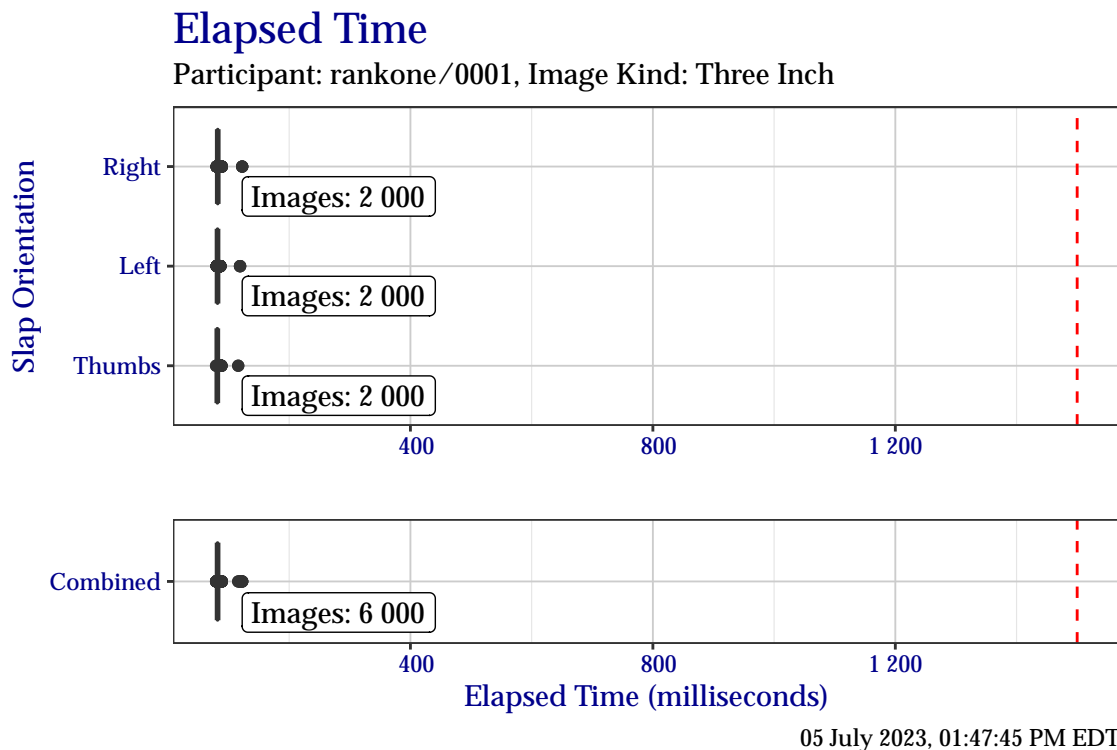 Elapsed Time
Participant: rankone/0001, Image Kind: Three Inch
Slap Orientation
Right
Images: 2 000
Left
Images: 2 000
Thumbs
Images: 2 000
400 800 1 200
Combined
Images: 6 000
400 800 1 200
Elapsed Time (milliseconds)
05 July 2023, 01:47:45 PM EDT